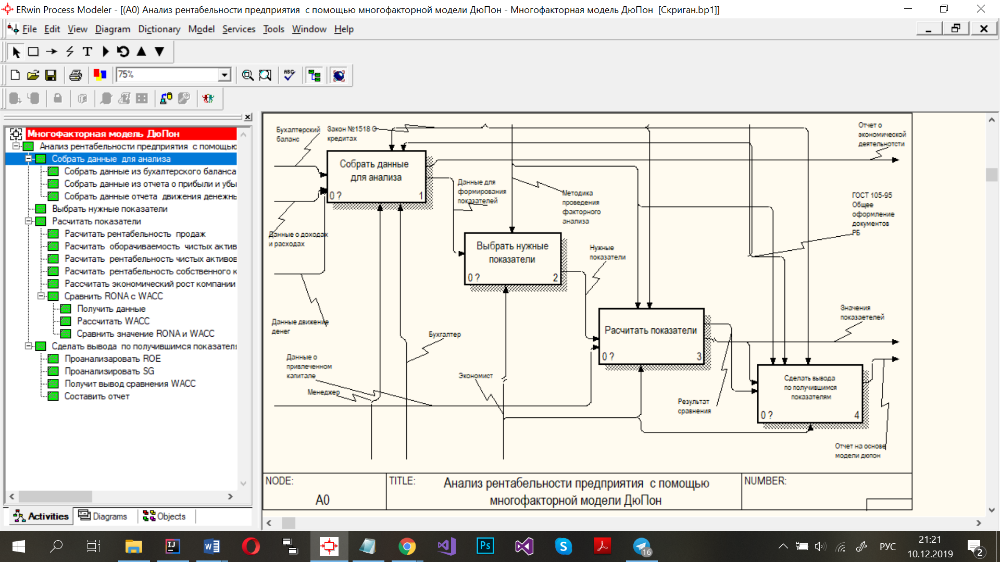 ERwin Process Modeler - [(A0) Анализ рентабельности предприятия  с помощью многофакторной модели ДюПон - Многофакторная модель ДюПон  [Скриган.bp1]]
File Edit View Diagram Dictionary Model Services Tools Window Help
T
75%
ABC
Многофакторная модель ДюПон
Анализ рентабельности предприятия  с помощью
Собрать данные  для анализа
Собрать данные из бухалтерского баланса
Собрать данные из отчета о прибыли и убы
Собрать данные отчета  движения денежнь
Выбрать нужные показатели
Расчитать показатели
Расчитать рентабельность  продаж
Расчитать  оборачиваемость  чистых актив
Расчитать  рентабельность чистых активов
Расчитать  рентабельность собственного к
Рассчитать экономический рост компании
Сравнить RONA с WACC
Получить данные
Рассчитать WACC
Сравнить значение RONA и WACC
Сделать вывода  по получившимся показателя
Проанализаровать ROE
Проанализировать SG
Получит вывод сравнения WACC
Составить отчет
Activities Diagrams Objects
Бухалтерский
баланс
Закон №1518 О
кредитах
Отчет о
экономической
деятельнотсти
Собрать данные
для анализа
0 ? 1
Данные для
формирования
показателей
Методика
проведения
факторного
анализа
ГОСТ 105-95
Общее
оформление
документов
РБ
Данные о доходах
и расходах
Выбрать нужные
показатели
0 ? 2
Нужные
показатели
Данные движение
денег
Бухгалтер
Расчитать показатели
0 ? 3
Значения
показаетелей
Данные о
привлеченном
капитале
Менеджер
Экономист
Результат
сравнения
Сделать вывода
по получившимся
показателям
0 ? 4
Отчет на основе
модели дюпон
NODE:
A0
TITLE:
Анализ рентабельности предприятия  с помощью
многофакторной модели ДюПон
NUMBER:
IJ
W
Ps
S
16
РУС
21:21
10.12.2019
2